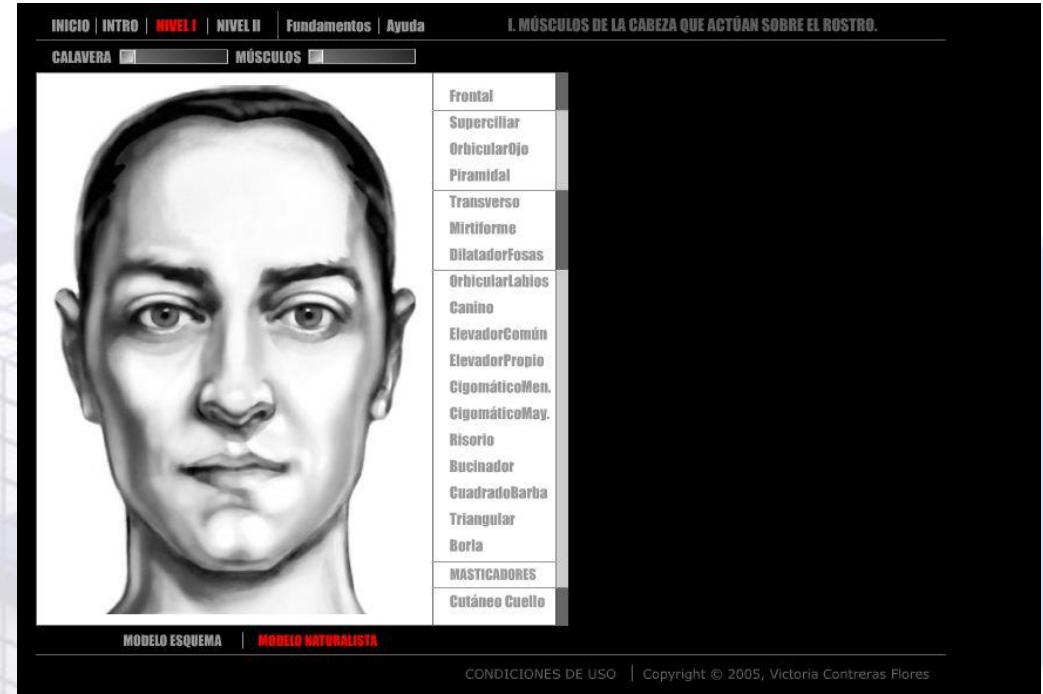 INICIO | INTRO | NIVEL I | NIVEL II | Fundamentos | Ayuda
I. MÚSCULOS DE LA CABEZA QUE ACTÚAN SOBRE EL ROSTRO.
CALAVERA MÚSCULOS
Frontal
Superciliar
OrbicularOjo
Piramidal
Transverso
Mirtiforme
DilatadorFosas
OrbicularLabios
Canino
ElevadorComún
ElevadorPropio
CigomáticoMen.
CigomáticoMay.
Risorio
Bucinador
CuadradoBarba
Triangular
Borla
MASTICADORES
Cutáneo Cuello
MODELO ESQUEMA | MODELO NATURALISTA
CONDICIONES DE USO | Copyright © 2005, Victoria Contreras Flores